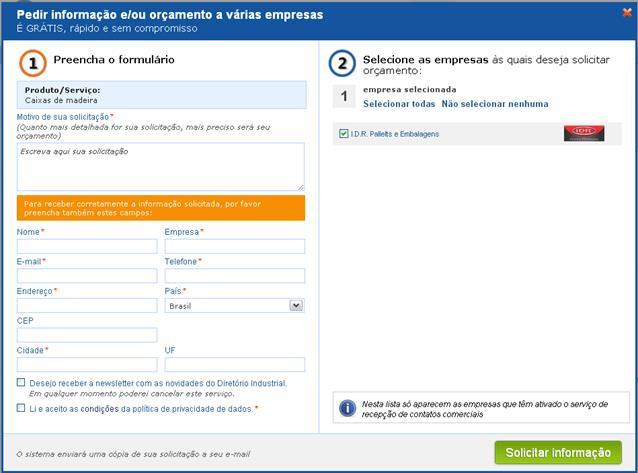 Pedir informação e/ou orçamento a várias empresas
É GRÁTIS, rápido e sem compromisso
1 Preencha o formulário
Produto/Serviço:
Caixas de madeira
Motivo de sua solicitação*
(Quanto mais detalhada for sua solicitação, mais preciso será seu
orçamento)
Escreva aqui sua solicitação
Para receber corretamente a informação solicitada, por favor
preencha também estes campos:
Nome* Empresa*
E-mail* Telefone*
Endereço* País*
Brasil
CEP
Cidade* UF
Desejo receber a newsletter com as novidades do Diretório Industrial.
Em qualquer momento poderei cancelar este serviço.
Li e aceito as condições da política de privacidade de dados. *
2 Selecione as empresas às quais deseja solicitar
orçamento:
1 empresa selecionada
Selecionar todas Não selecionar nenhuma
I.D.R. Palletts e Embalagens
IDR
Nesta lista só aparecem as empresas que têm ativado o serviço de
recepção de contatos comerciais
O sistema enviará uma cópia de sua solicitação a seu e-mail
Solicitar informação